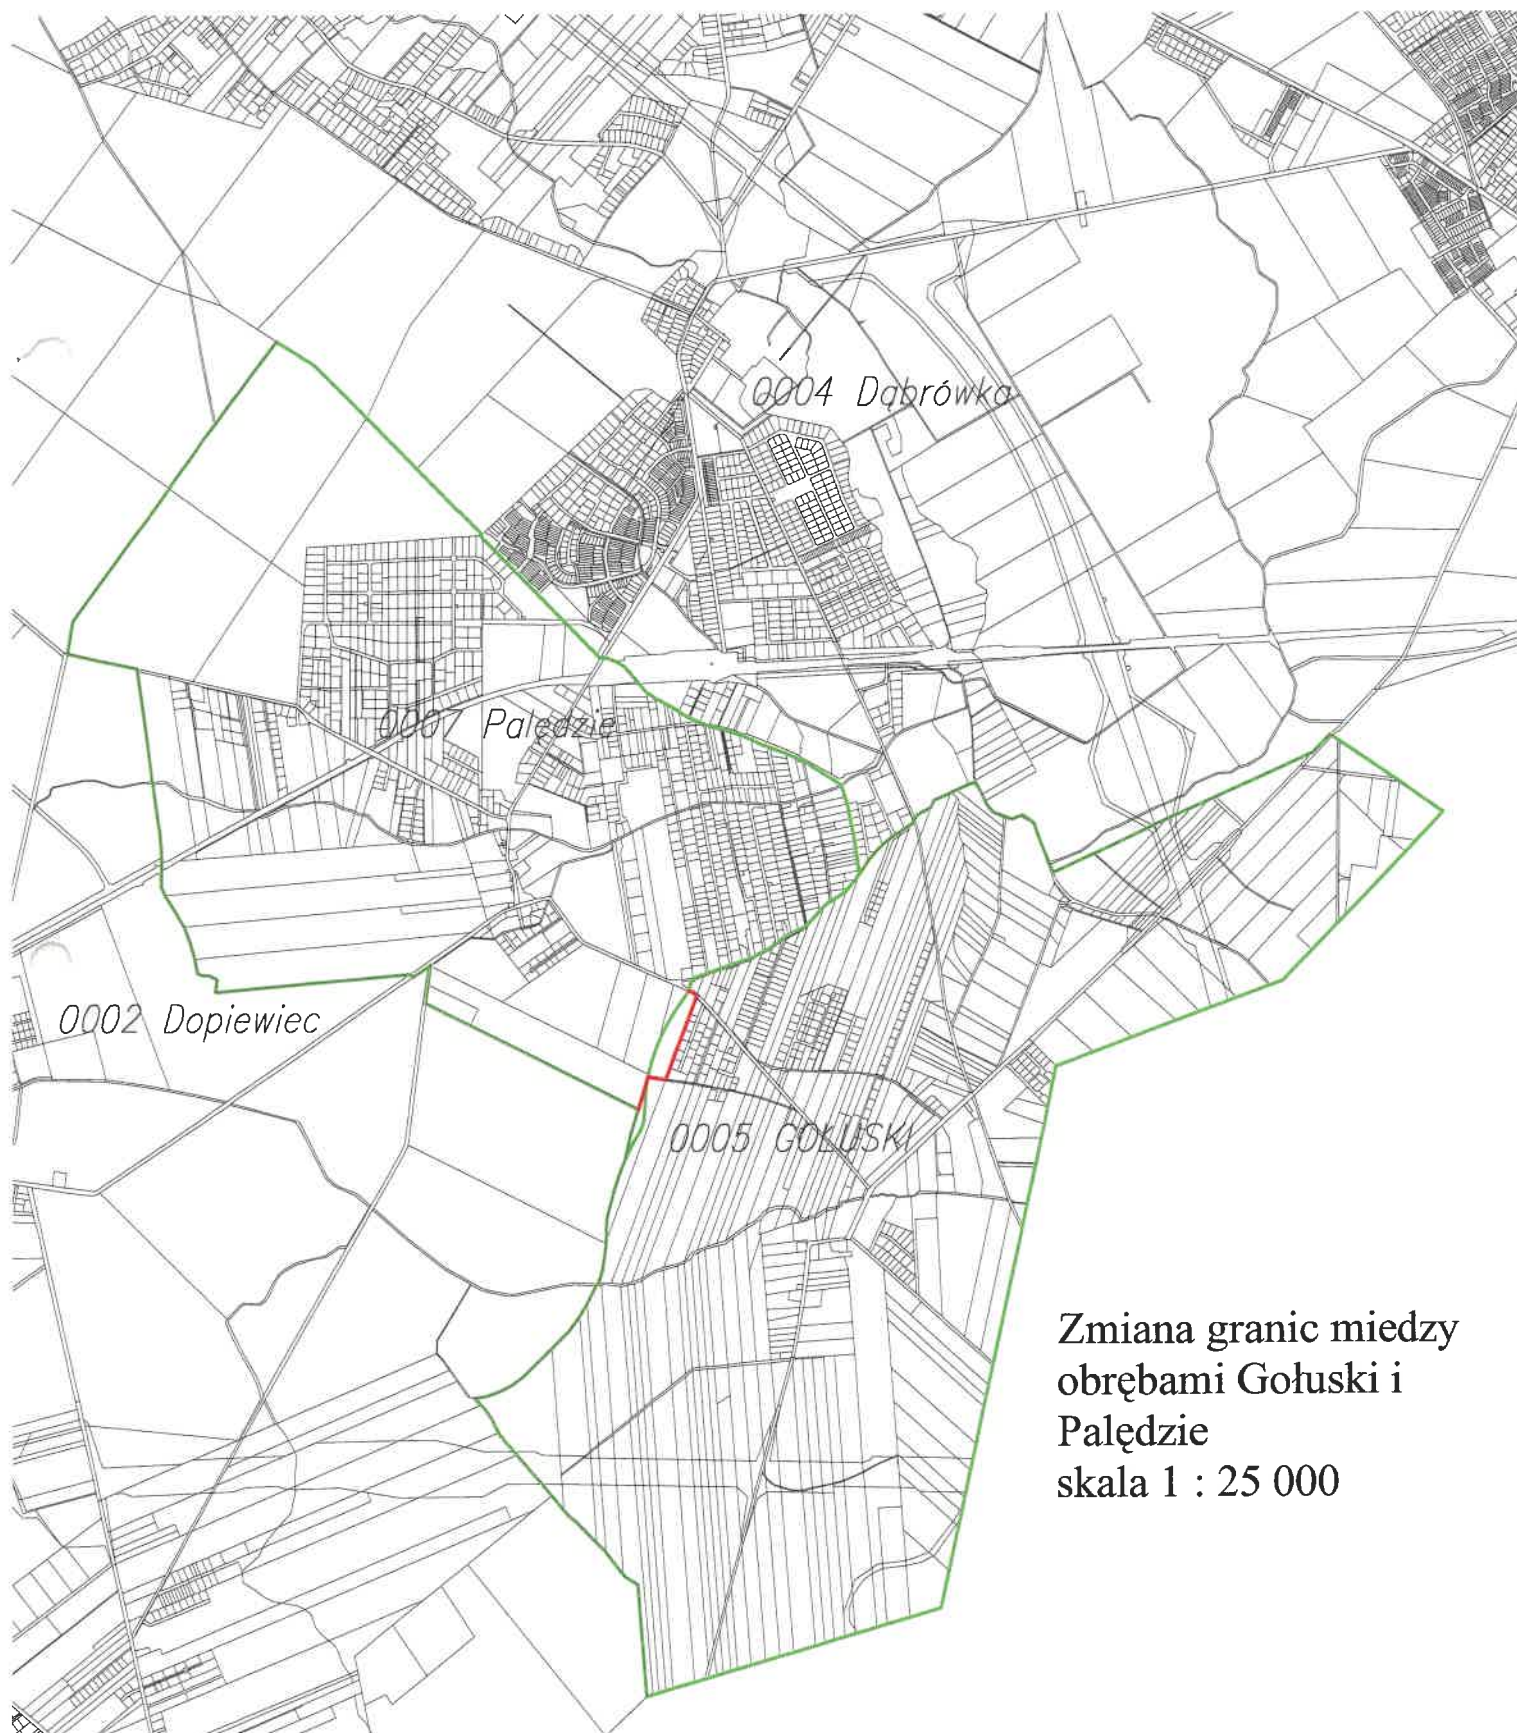 0004 Dąbrówka
0007 Palędzie
0002 Dopiewiec
0005 GOŁUSKI
Zmiana granic miedzy
obrębami Gołuski i
Palędzie
skala 1 : 25 000